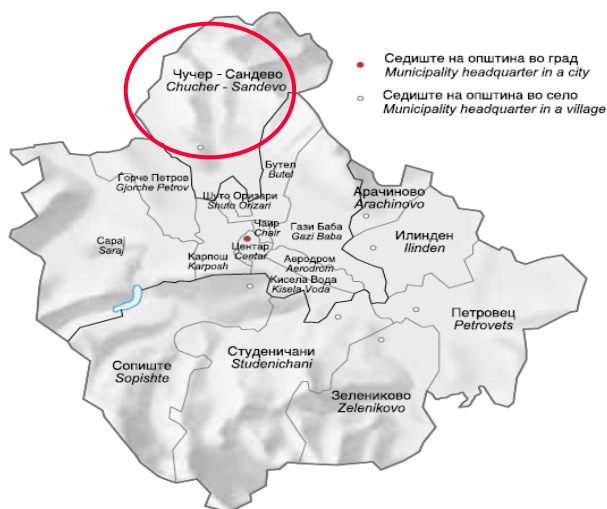 Чучер - Сандево
Chucher - Sandevo
Седиште на општина во град
Municipality headquarter in a city
Седиште на општина во село
Municipality headquarter in a village
Бутел
Butel
Ѓорче Петров
Gjorche Petrov
Шуто Оризари
Shuto Orizari
Арачиново
Arachinovo
Чаир
Chair
Гази Баба
Gazi Baba
Илинден
Ilinden
Сарај
Saraj
Карпош
Karposh
Центар
Centar
Аеродром
Aerodrom
Кисела Вода
Kisela Voda
Петровец
Petrovets
Сопиште
Sopishte
Студеничани
Studenichani
Зелениково
Zelenikovo